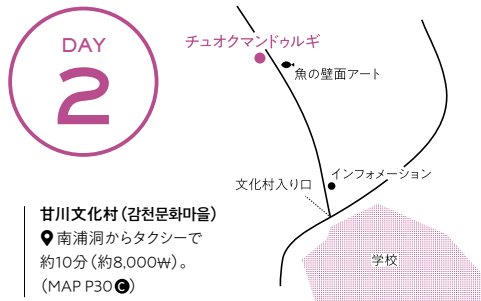 DAY
2
チュオクマンドゥルギ
魚の壁面アート
インフォメーション
文化村入り口
学校
甘川文化村（감천문화마을）
南浦洞からタクシーで
約10分（約8,000₩）。
（MAP P30 C）